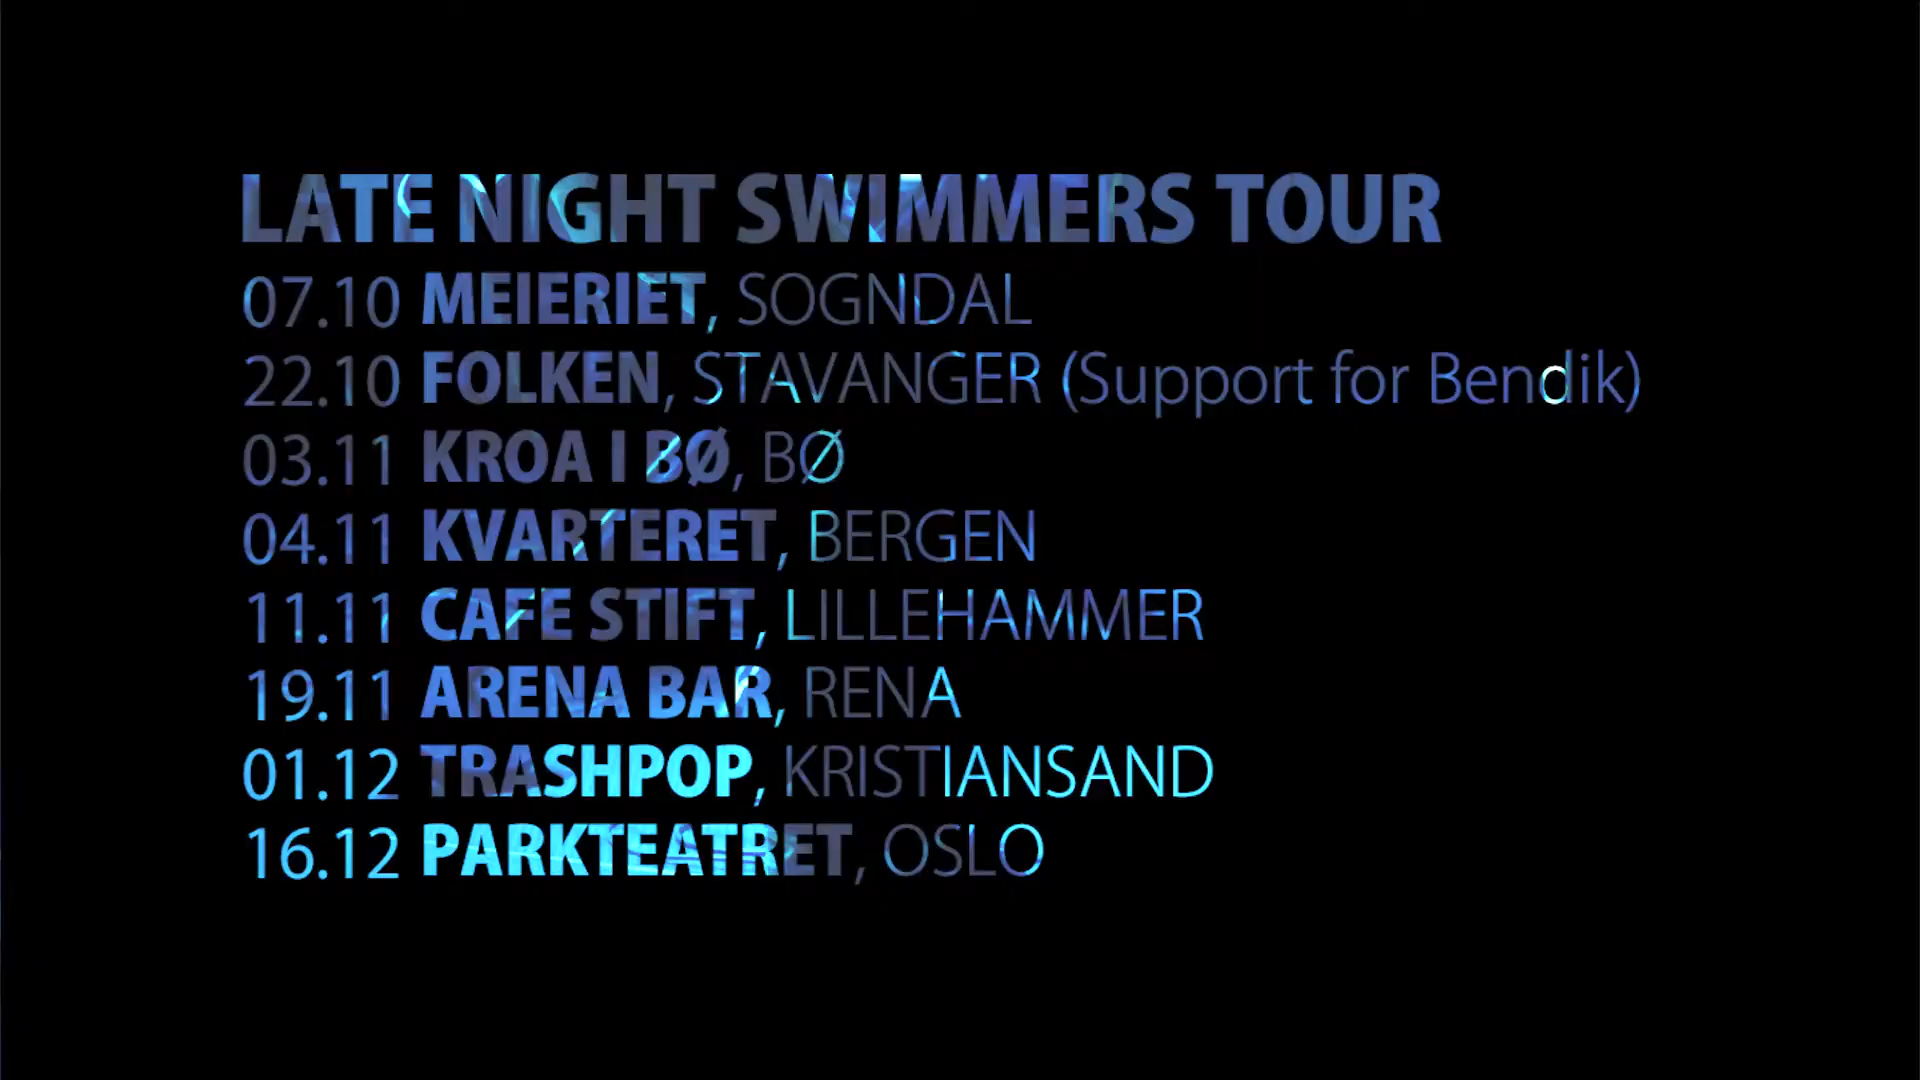 LATE NIGHT SWIMMERS TOUR
07.10 MEIERIET, SOGNDAL
22.10 FOLKEN, STAVANGER (Support for Bendik)
03.11 KROA I BØ, BØ
04.11 KVARTERET, BERGEN
11.11 CAFE STIFT, LILLEHAMMER
19.11 ARENA BAR, RENA
01.12 TRASHPOP, KRISTIANSAND
16.12 PARKTEATRET, OSLO